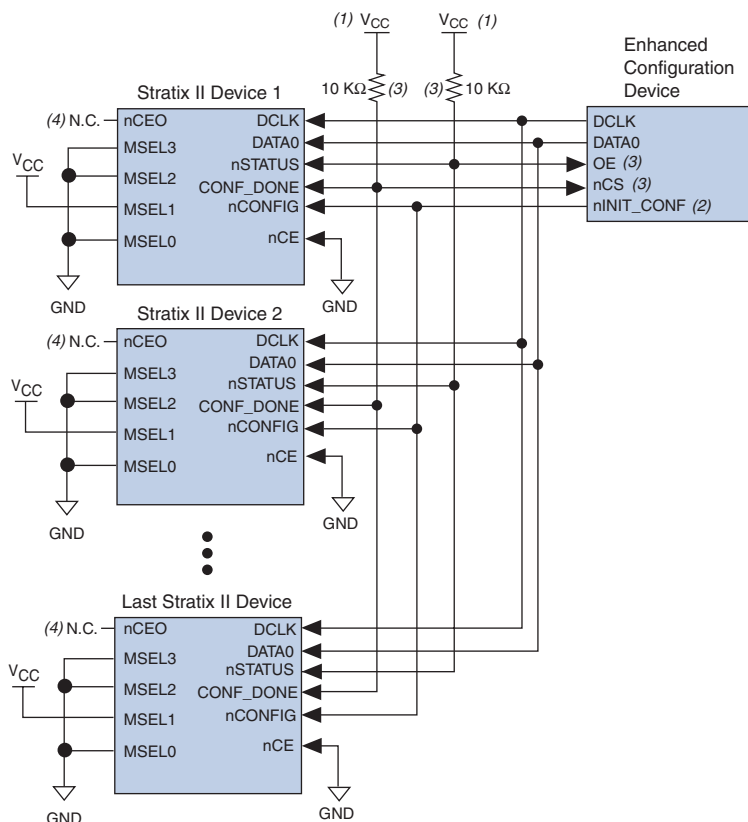 (1) VCC
VCC (1)
10 KΩ (3)
(3) 10 KΩ
Enhanced
Configuration
Device
DCLK
DATA0
OE (3)
nCS (3)
nINIT_CONF (2)
Stratix II Device 1
(4) N.C.
nCEO
MSEL3
MSEL2
MSEL1
MSEL0
VCC
GND
DCLK
DATA0
nSTATUS
CONF_DONE
nCONFIG
nCE
GND
Stratix II Device 2
(4) N.C.
nCEO
MSEL3
MSEL2
MSEL1
MSEL0
VCC
GND
DCLK
DATA0
nSTATUS
CONF_DONE
nCONFIG
nCE
GND
Last Stratix II Device
(4) N.C.
nCEO
MSEL3
MSEL2
MSEL1
MSEL0
VCC
GND
DCLK
DATA0
nSTATUS
CONF_DONE
nCONFIG
nCE
GND